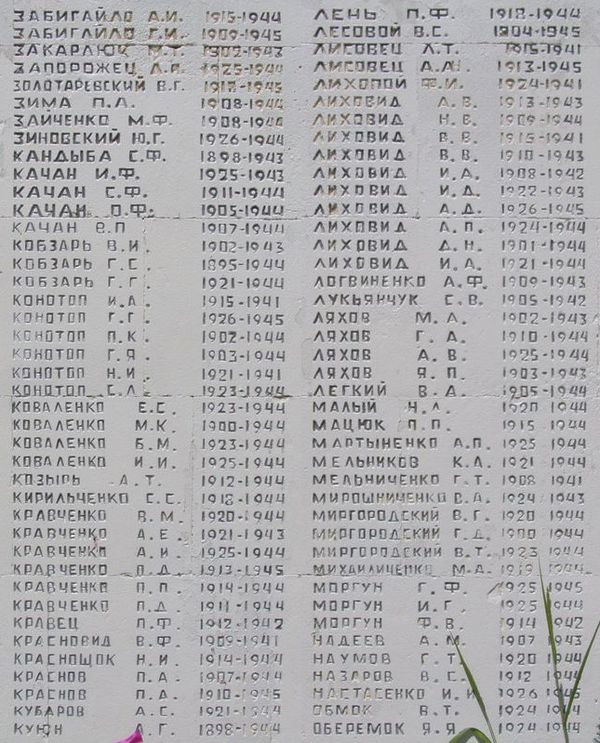 ЗАБИГАЙЛО А.И. 1915-1944
ЗАБИГАЙЛО Г.И. 1909-1945
ЗАКАРЛЮК М.Т. 1902-1943
ЗАПОРОЖЕЦ 1925-1944
ЗОЛОТАРЕВСКИЙ В.Г.
ЗИМА П.А. 1908-1944
ЗАЙЧЕНКО М.Ф. 1908-1944
ЗИНОВСКИЙ Ю.Г. 1926-1944
КАНДЫБА С.Ф. 1898-1943
КАЧАН И.Ф. 1925-1943
КАЧАН С.Ф. 1911-1944
КАЧАН О.Ф. 1905-1944
КАЧАН В.П 1907-1944
КОБЗАРЬ В.И. 1902-1943
КОБЗАРЬ Г.С 1895-1944
КОБЗАРЬ Г.Г 1921-1944
КОНОТОП И.А 1915-1941
КОНОТОП Г.Г. 1926-1945
КОНОТОП П.К. 1902-1944
КОНОТОП Г.Я. 1903-1944
КОНОТОП Н.И. 1921-1941
КОНОТОП С.Л. 1923-1944
КОВАЛЕНКО Е.С. 1923-1944
КОВАЛЕНКО М.К. 1900-1944
КОВАЛЕНКО Б.М. 1923-1944
КОВАЛЕНКО И.И. 1925-1944
КОЗЫРЬ А.Т. 1912-1944
КИРИЛЬЧЕНКО С.С. 1918-1944
КРАВЧЕНКО В.М. 1920-1944
КРАВЧЕНКО А.Е. 1921-1943
КРАВЧЕНКО А.И 1925-1944
КРАВЧЕНКО П.Д 1913-1945
КРАВЧЕНКО П.П. 1914-1944
КРАВЧЕНКО П.Д 1911-1944
КРАВЕЦ П.Ф. 1912-1942
КРАСНОВИД В.Ф. 1909-1941
КРАСНОЩОК Н.И. 1914-1944
КРАСНОВ П.А. 1907-1944
КРАСНОВ П.А. 1910-1945
КУБАРОВ А.С. 1921-1944
КУЮН А.Г. 1898-1944
ЛЕНЬ П.Ф. 1918-1944
ЛЕСОВОЙ В.С. 1904-1945
ЛИСОВЕЦ Л.Т. 1915-1941
ЛИСОВЕЦ А.А. 1913-1945
ЛИХОПОЙ Ф.И. 1924-1941
ЛИХОВИД А.В. 1913-1943
ЛИХОВИД Н.В. 1909-1944
ЛИХОВИД В.В. 1915-1941
ЛИХОВИД В.В. 1910-1943
ЛИХОВИД И.А. 1908-1942
ЛИХОВИД И.Д. 1922-1943
ЛИХОВИД А.Д. 1926-1945
ЛИХОВИД А.П. 1924-1944
ЛИХОВИД Д.Н. 1901-1944
ЛИХОВИД И.А. 1921-1944
ЛОГВИНЕНКО А.Ф. 1909-1943
ЛУКЬЯНЧУК С.В. 1905-1942
ЛЯХОВ М.А. 1902-1943
ЛЯХОВ Г.А. 1910-1944
ЛЯХОВ А.В. 1925-1944
ЛЯХОВ Я.П. 1903-1943
ЛЕГКИЙ В.А. 1905-1944
МАЛЫЙ 1920 1944
МАЦЮК П.П. 1915 1944
МАРТЫНЕНКО А.П. 1925 1944
МЕЛЬНИКОВ К.А. 1921 1944
МЕЛЬНИЧЕНКО Г.Т. 1908 1941
МИРОШНИЧЕНКО В.А 1924 1943
МИРГОРОДСКИЙ В.Г. 1920 1944
МИРГОРОДСКИЙ Г.Д. 1900 1944
МИРГОРОДСКИЙ В.Т. 1923 1944
МИХАЙЛИЧЕНКО М.А. 1919 1944
МОРГУН Г.Ф. 1925 1945
МОРГУН И.Г. 1925 1944
МОРГУН Ф.В. 1914 1942
НАДЕЕВ А.М. 1907 1943
НАУМОВ Г.Т. 1920 1944
НАЗАРОВ В.С. 1912 1944
НАСТАСЕНКО И.И 1926 1945
ОБМОК В.Т. 1924 1944
ОБЕРЕМОК Я.Я 1924 1944